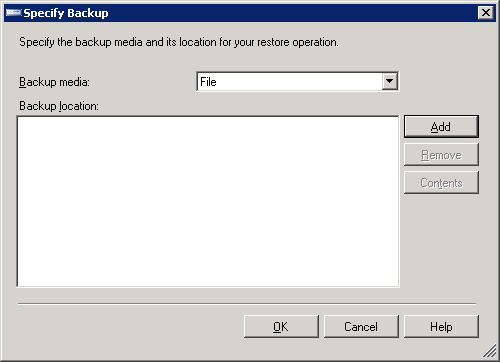 Specify Backup
Specify the backup media and its location for your restore operation.
Backup media:
File
Backup location:
Add
Remove
Contents
OK
Cancel
Help